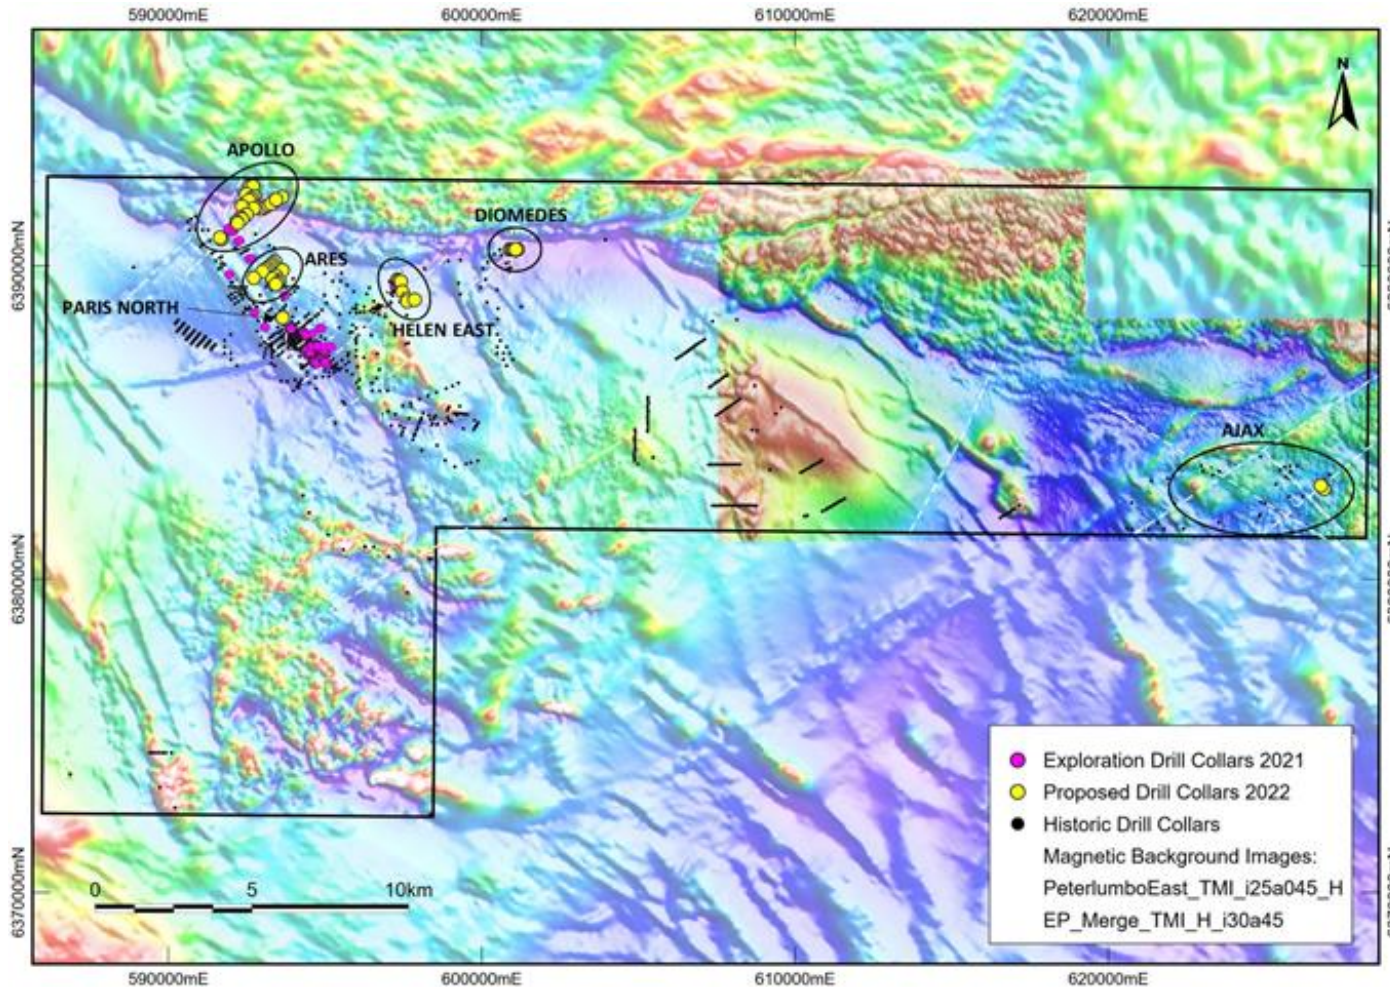 590000mE 600000mE 610000mE 620000mE
N
APOLLO
DIOMEDES
6390000mN
ARES
PARIS NORTH
HELEN EAST
AJAX
6380000mN
Exploration Drill Collars 2021
Proposed Drill Collars 2022
Historic Drill Collars
Magnetic Background Images:
PeterlumboEast_TMI_i25a045_H
EP_Merge_TMI_H_i30a45
6370000mN
0 5 10km
590000mE 600000mE 610000mE 620000mE